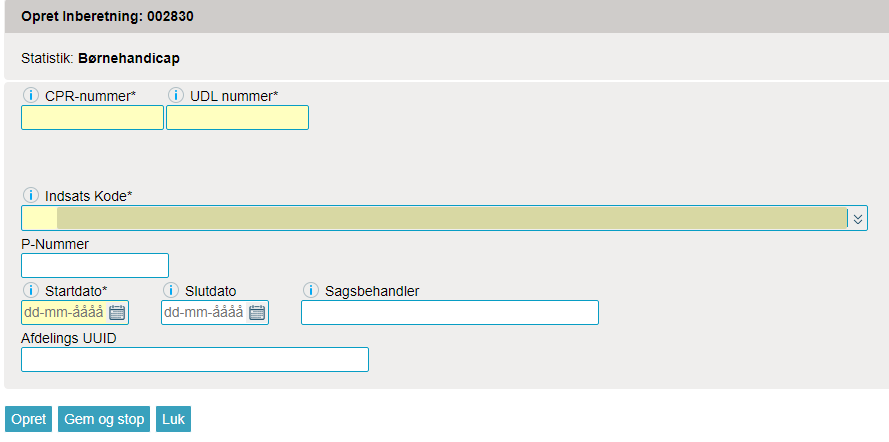 Opret Inberetning: 002830
Statistik: Børnehandicap
CPR-nummer* UDL nummer*
Indsats Kode*
P-Nummer
Startdato* Slutdato Sagsbehandler
dd-mm-åååå dd-mm-åååå
Afdelings UUID
Opret Gem og stop Luk